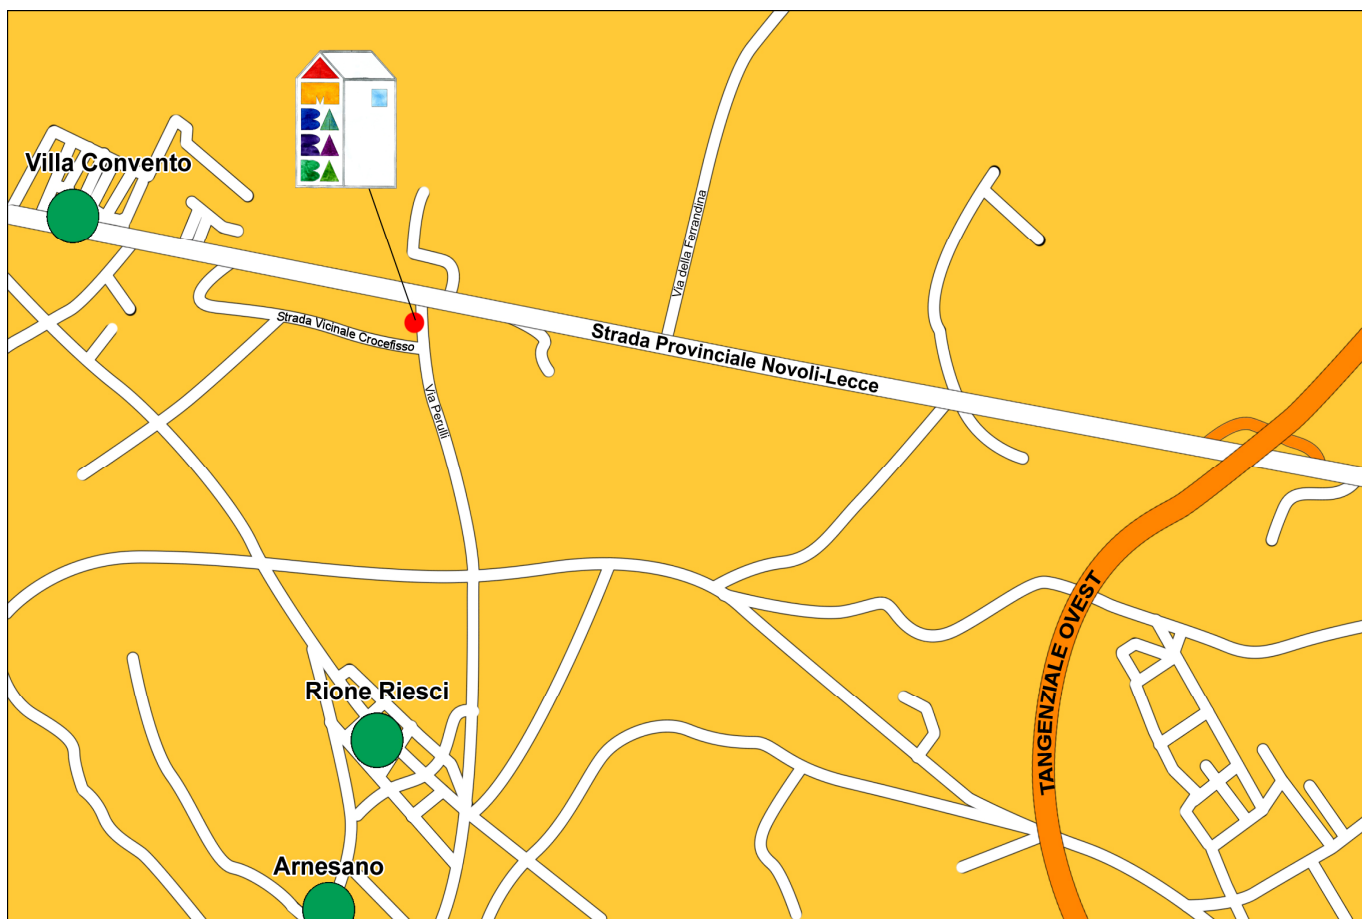 BA
BA
BA
Villa Convento
Via della Ferrandina
Strada Vicinale Crocefisso
Strada Provinciale Novoli-Lecce
Via Perulli
TANGENZIALE OVEST
Rione Riesci
Arnesano